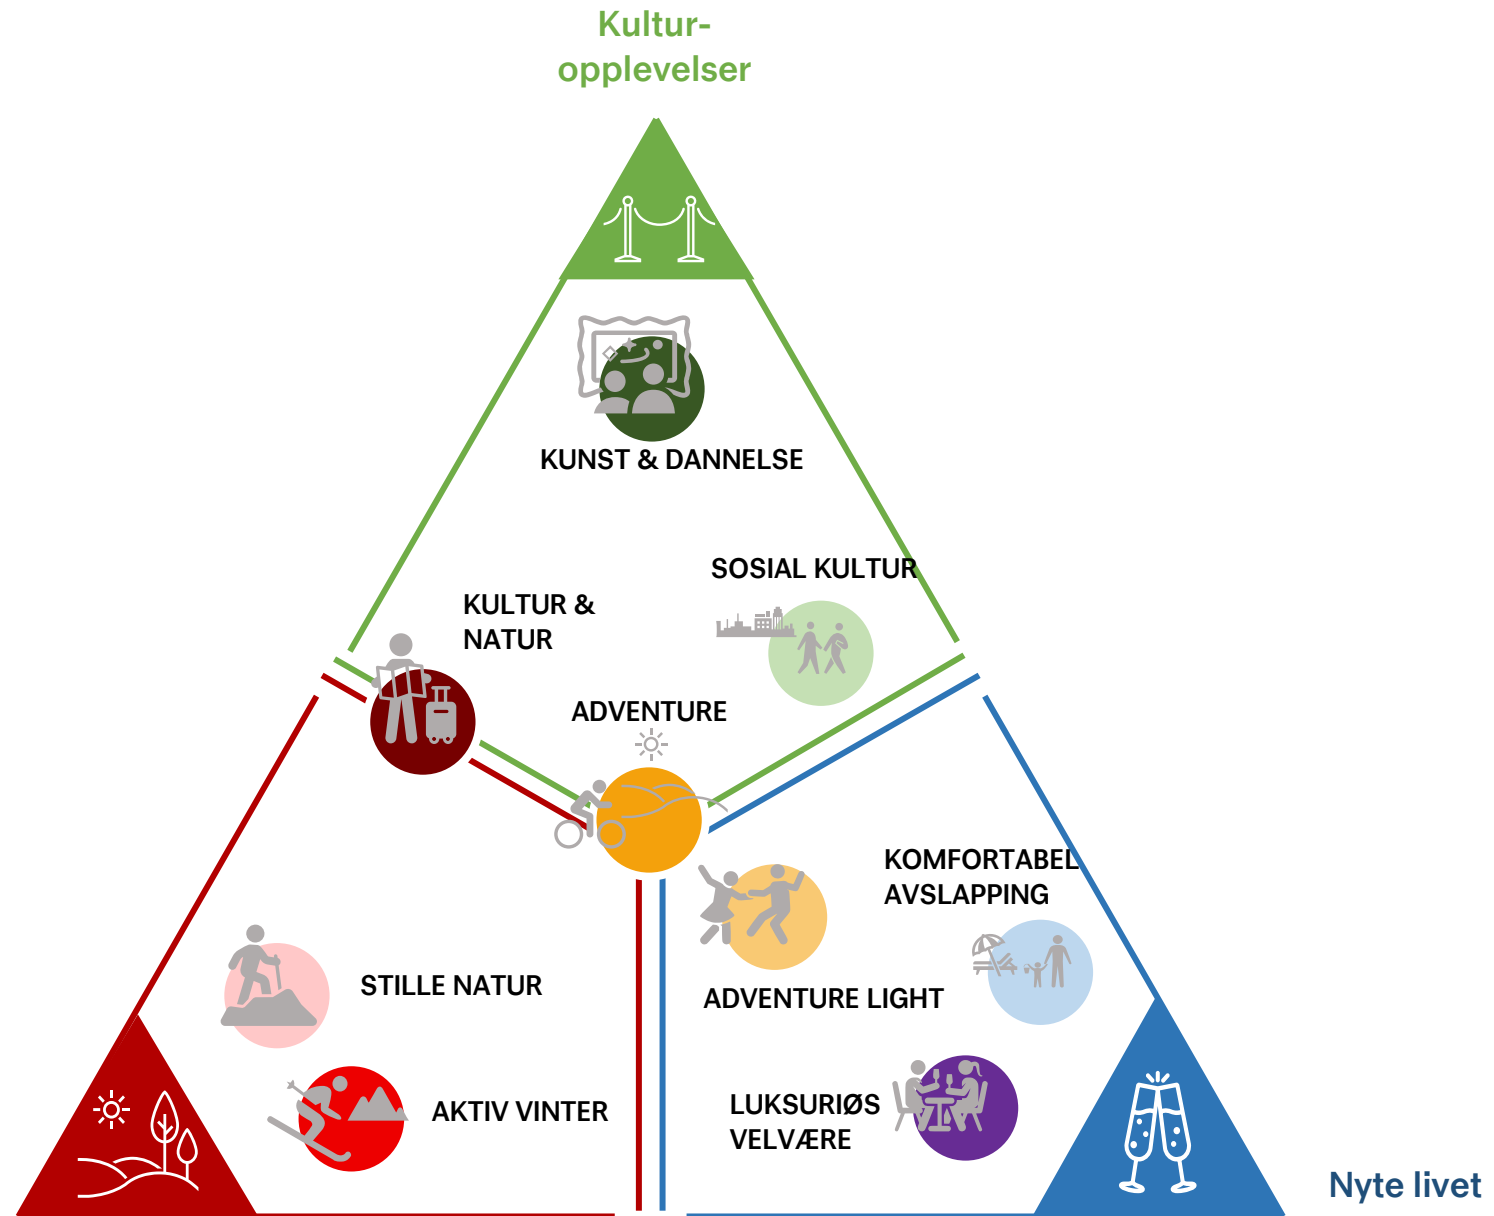 Kultur-
opplevelser
KUNST & DANNELSE
SOSIAL KULTUR
KULTUR &
NATUR
ADVENTURE
KOMFORTABEL
AVSLAPPING
STILLE NATUR
ADVENTURE LIGHT
AKTIV VINTER
LUKSURIØS
VELVÆRE
Nyte livet